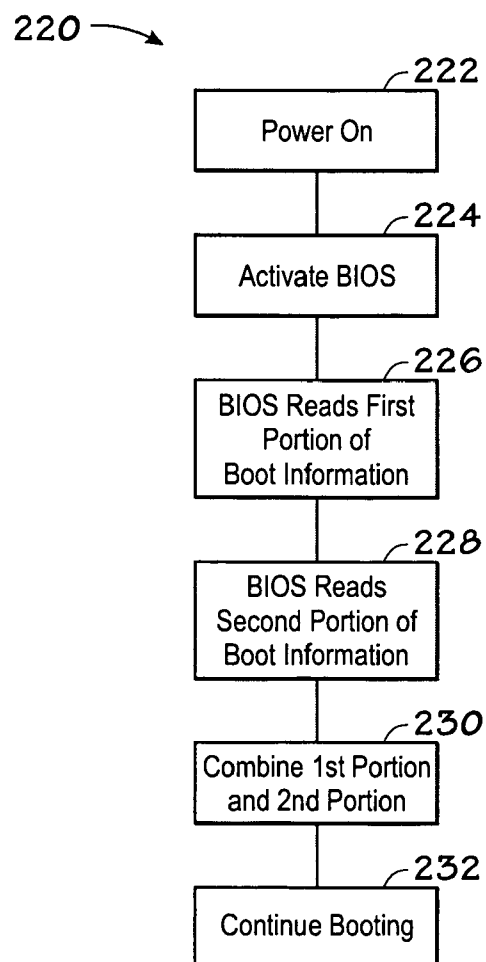 220
222
Power On
224
Activate BIOS
226
BIOS Reads First
Portion of
Boot Information
228
BIOS Reads
Second Portion of
Boot Information
230
Combine 1st Portion
and 2nd Portion
232
Continue Booting